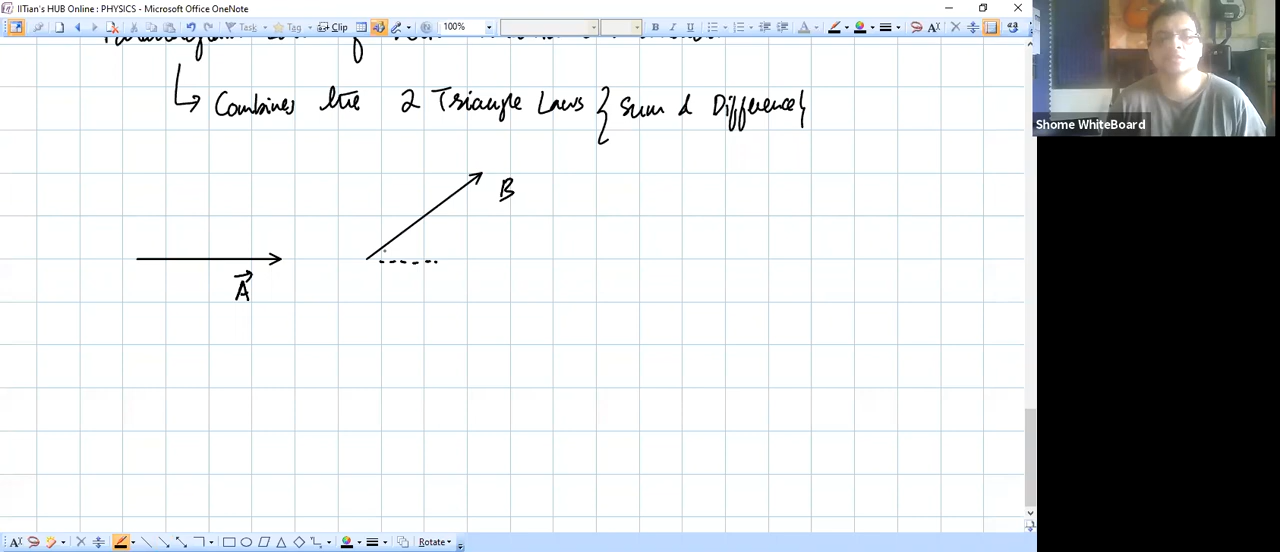 IITian's HUB Online : PHYSICS - Microsoft Office OneNote
Task
Tag
Clip
100%
B I U
A
Shome WhiteBoard
↳ Combines the 2 Triangle Laws { Sum & Difference}
B
A
Rotate